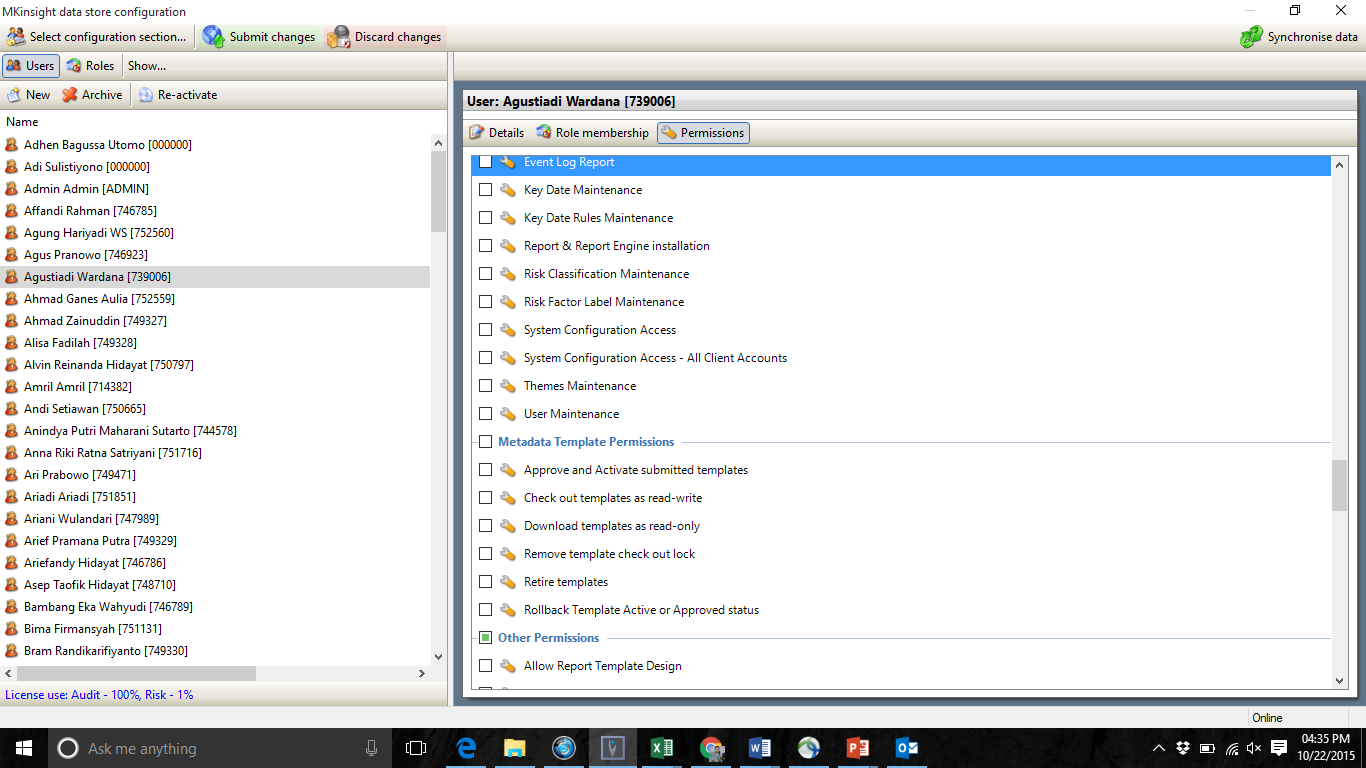 MKinsight data store configuration
Select configuration section... Submit changes Discard changes Synchronise data
Users Roles Show...
New Archive Re-activate
Name
Adhen Bagussa Utomo [000000]
Adi Sulistiyono [000000]
Admin Admin [ADMIN]
Affandi Rahman [746785]
Agung Hariyadi WS [752560]
Agus Pranowo [746923]
Agustiadi Wardana [739006]
Ahmad Ganes Aulia [752559]
Ahmad Zainuddin [749327]
Alisa Fadilah [749328]
Alvin Reinanda Hidayat [750797]
Amril Amril [714382]
Andi Setiawan [750665]
Anindya Putri Maharani Sutarto [744578]
Anna Riki Ratna Satriyani [751716]
Ari Prabowo [749471]
Ariadi Ariadi [751851]
Ariani Wulandari [747989]
Arief Pramana Putra [749329]
Ariefandy Hidayat [746786]
Asep Taofik Hidayat [748710]
Bambang Eka Wahyudi [746789]
Bima Firmansyah [751131]
Bram Randikarifiyanto [749330]
License use: Audit - 100%, Risk - 1%
User: Agustiadi Wardana [739006]
Details Role membership Permissions
Event Log Report
Key Date Maintenance
Key Date Rules Maintenance
Report & Report Engine installation
Risk Classification Maintenance
Risk Factor Label Maintenance
System Configuration Access
System Configuration Access - All Client Accounts
Themes Maintenance
User Maintenance
Metadata Template Permissions
Approve and Activate submitted templates
Check out templates as read-write
Download templates as read-only
Remove template check out lock
Retire templates
Rollback Template Active or Approved status
Other Permissions
Allow Report Template Design
Online
Ask me anything
04:35 PM
10/22/2015